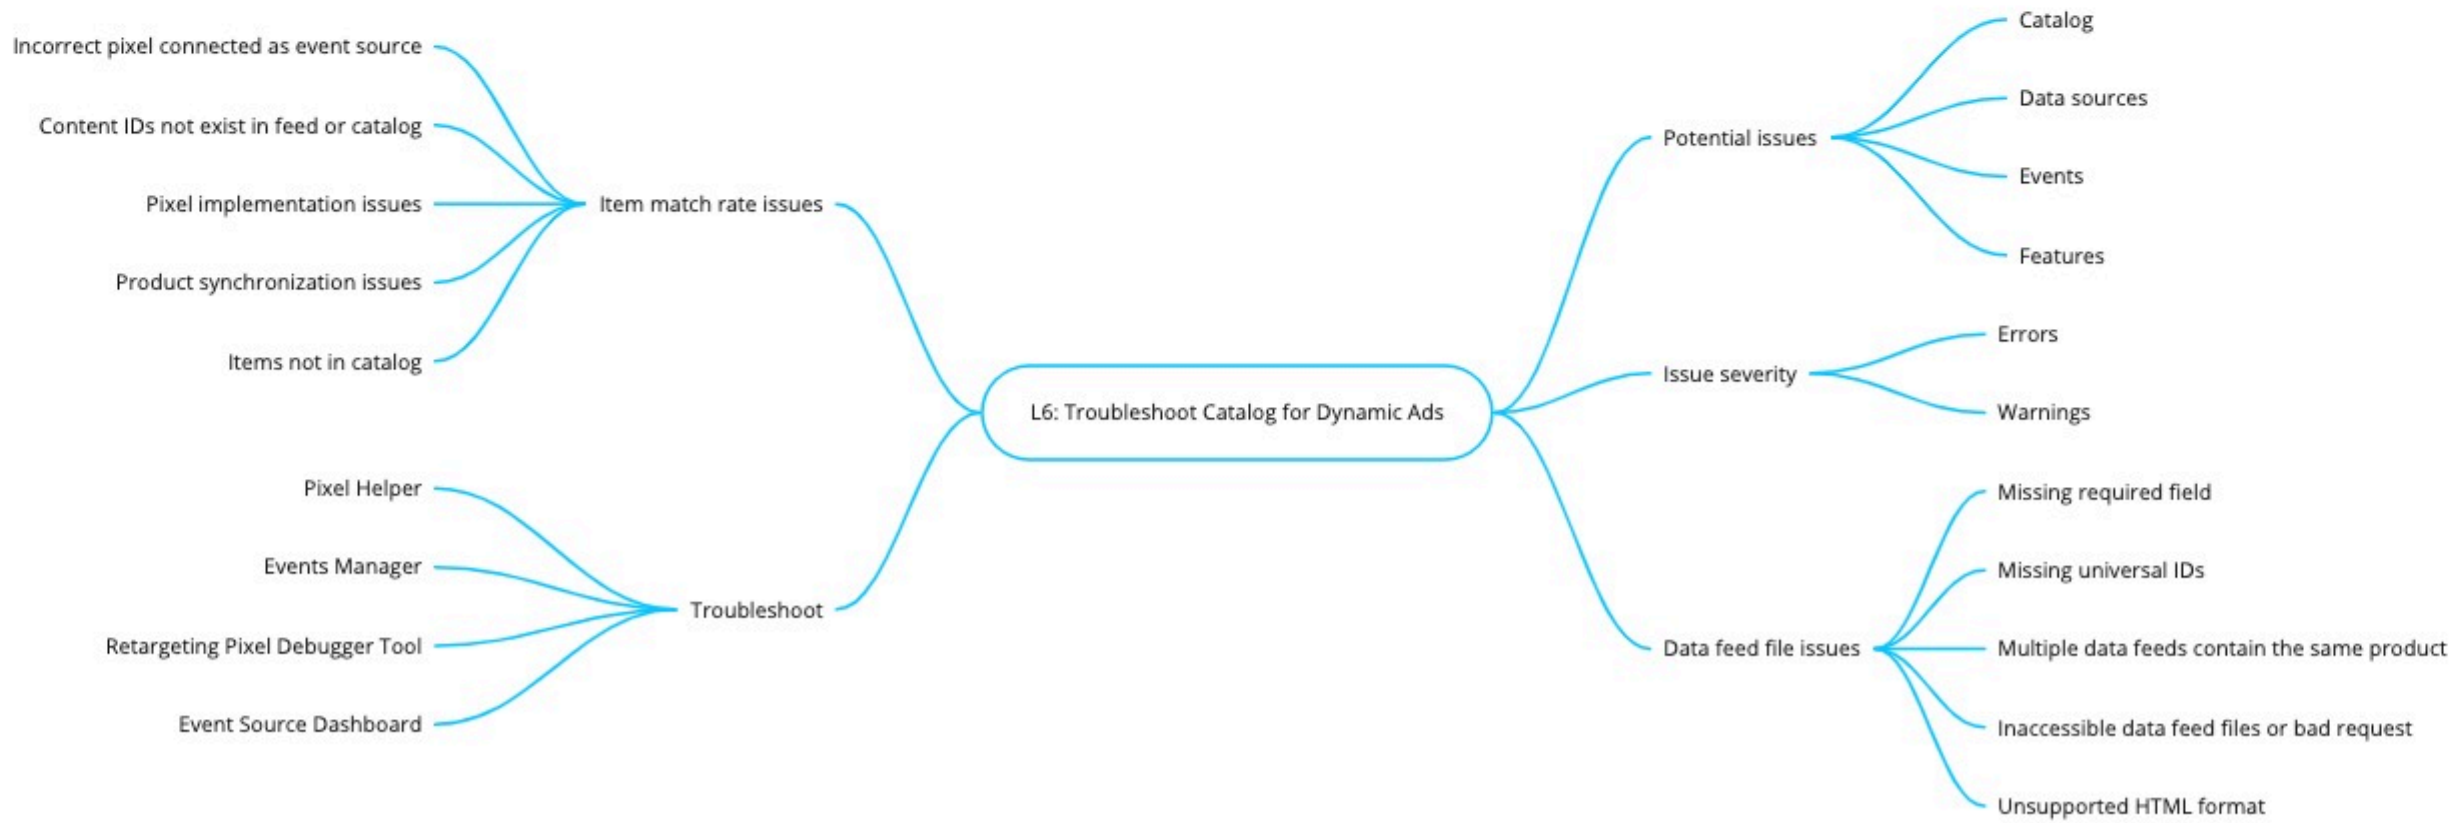 Incorrect pixel connected as event source
Content IDs not exist in feed or catalog
Pixel implementation issues
Product synchronization issues
Items not in catalog
Item match rate issues
Pixel Helper
Events Manager
Retargeting Pixel Debugger Tool
Event Source Dashboard
Troubleshoot
L6: Troubleshoot Catalog for Dynamic Ads
Potential issues
Catalog
Data sources
Events
Features
Issue severity
Errors
Warnings
Data feed file issues
Missing required field
Missing universal IDs
Multiple data feeds contain the same product
Inaccessible data feed files or bad request
Unsupported HTML format